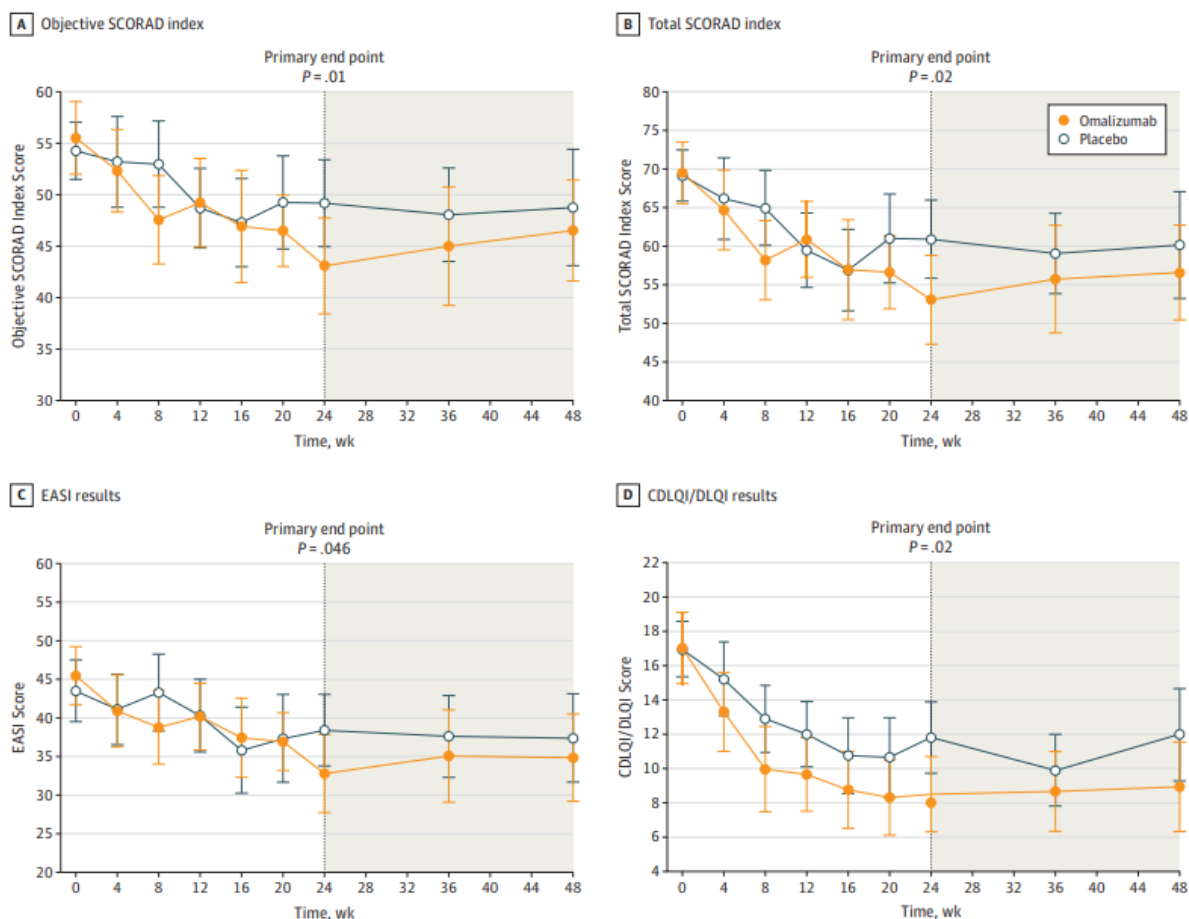 A Objective SCORAD index
Primary end point
P = .01
60
55
50
45
40
35
30
Objective SCORAD Index Score
0 4 8 12 16 20 24 28 32 36 40 44 48
Time, wk
B Total SCORAD index
Primary end point
P = .02
80
75
70
65
60
55
50
45
40
Total SCORAD Index Score
Omalizumab
Placebo
0 4 8 12 16 20 24 28 32 36 40 44 48
Time, wk
C EASI results
Primary end point
P = .046
60
55
50
45
40
35
30
25
20
EASI Score
0 4 8 12 16 20 24 28 32 36 40 44 48
Time, wk
D CDLQI/DLQI results
Primary end point
P = .02
22
20
18
16
14
12
10
8
6
4
CDLQI/DLQI Score
0 4 8 12 16 20 24 28 32 36 40 44 48
Time, wk